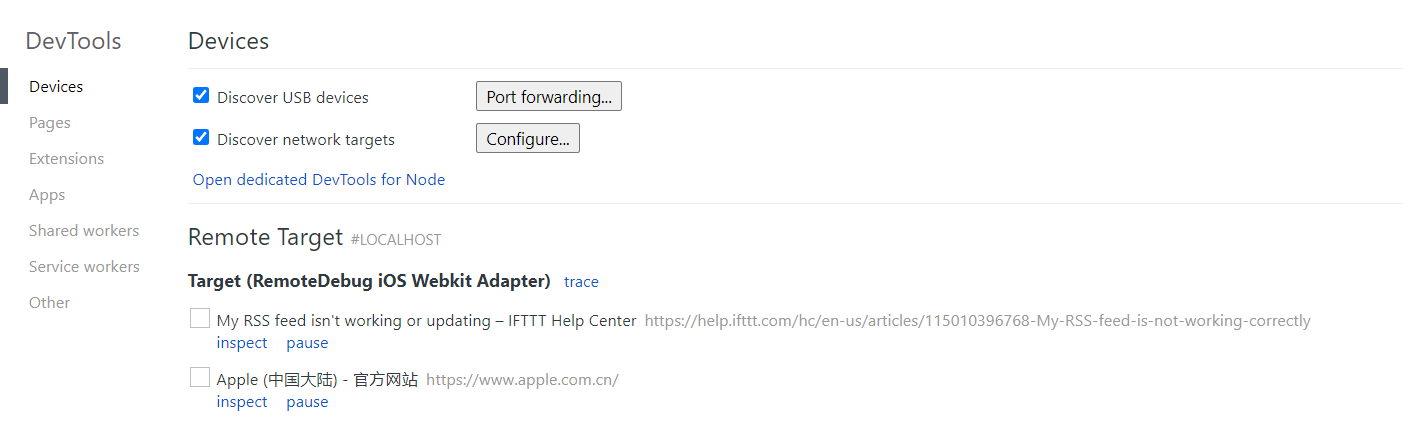 DevTools
Devices
Pages
Extensions
Apps
Shared workers
Service workers
Other
Devices
Discover USB devices Port forwarding...
Discover network targets Configure...
Open dedicated DevTools for Node
Remote Target #LOCALHOST
Target (RemoteDebug iOS Webkit Adapter) trace
My RSS feed isn't working or updating – IFTTT Help Center https://help.ifttt.com/hc/en-us/articles/115010396768-My-RSS-feed-is-not-working-correctly
inspect pause
Apple (中国大陆) - 官方网站 https://www.apple.com.cn/
inspect pause